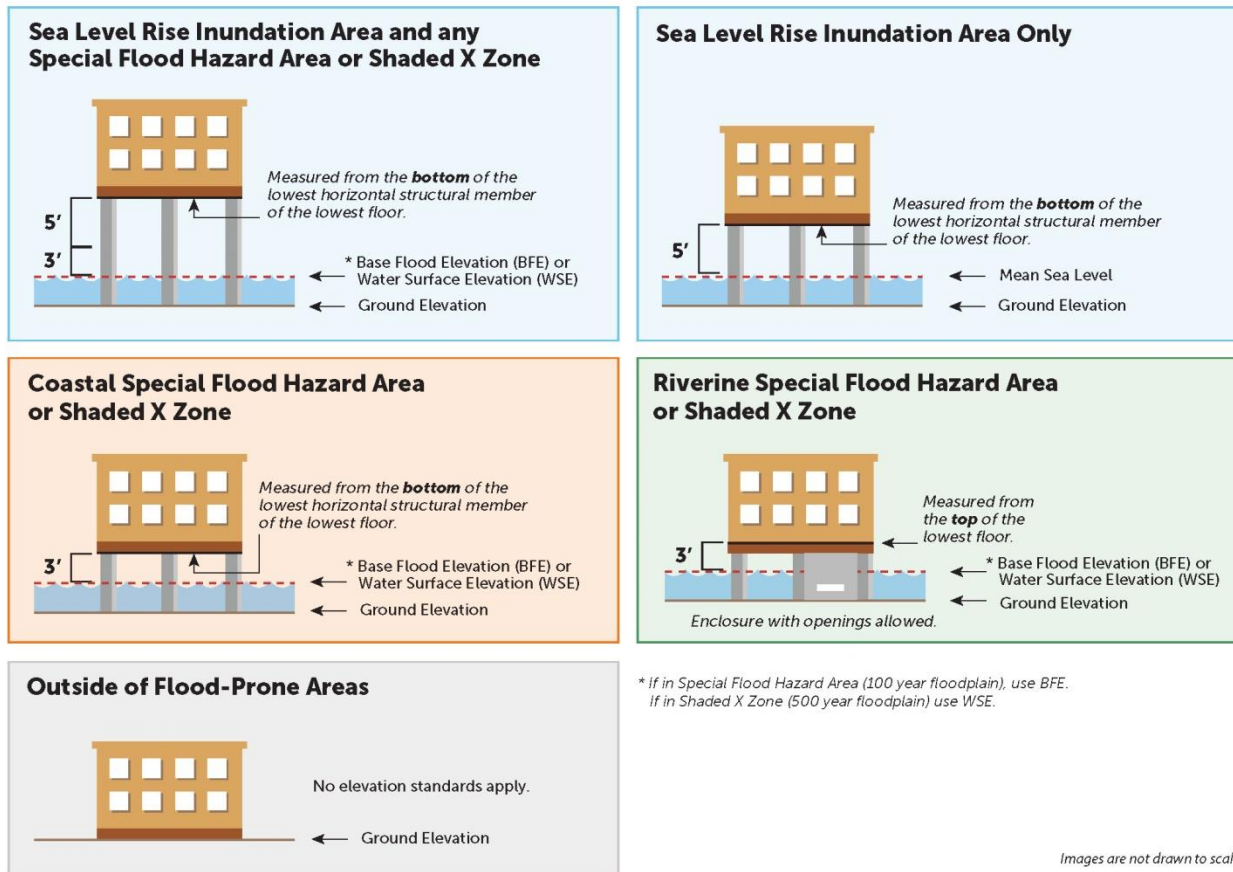 Sea Level Rise Inundation Area and any
Special Flood Hazard Area or Shaded X Zone
Measured from the bottom of the
lowest horizontal structural member
of the lowest floor.
5′
3′
* Base Flood Elevation (BFE) or
Water Surface Elevation (WSE)
Ground Elevation
Sea Level Rise Inundation Area Only
Measured from the bottom of the
lowest horizontal structural member
of the lowest floor.
5′
Mean Sea Level
Ground Elevation
Coastal Special Flood Hazard Area
or Shaded X Zone
Measured from the bottom of the
lowest horizontal structural member
of the lowest floor.
3′
* Base Flood Elevation (BFE) or
Water Surface Elevation (WSE)
Ground Elevation
Riverine Special Flood Hazard Area
or Shaded X Zone
Measured from
the top of the
lowest floor.
3′
* Base Flood Elevation (BFE) or
Water Surface Elevation (WSE)
Ground Elevation
Enclosure with openings allowed.
Outside of Flood-Prone Areas
No elevation standards apply.
Ground Elevation
* If in Special Flood Hazard Area (100 year floodplain), use BFE.
If in Shaded X Zone (500 year floodplain) use WSE.
Images are not drawn to scal